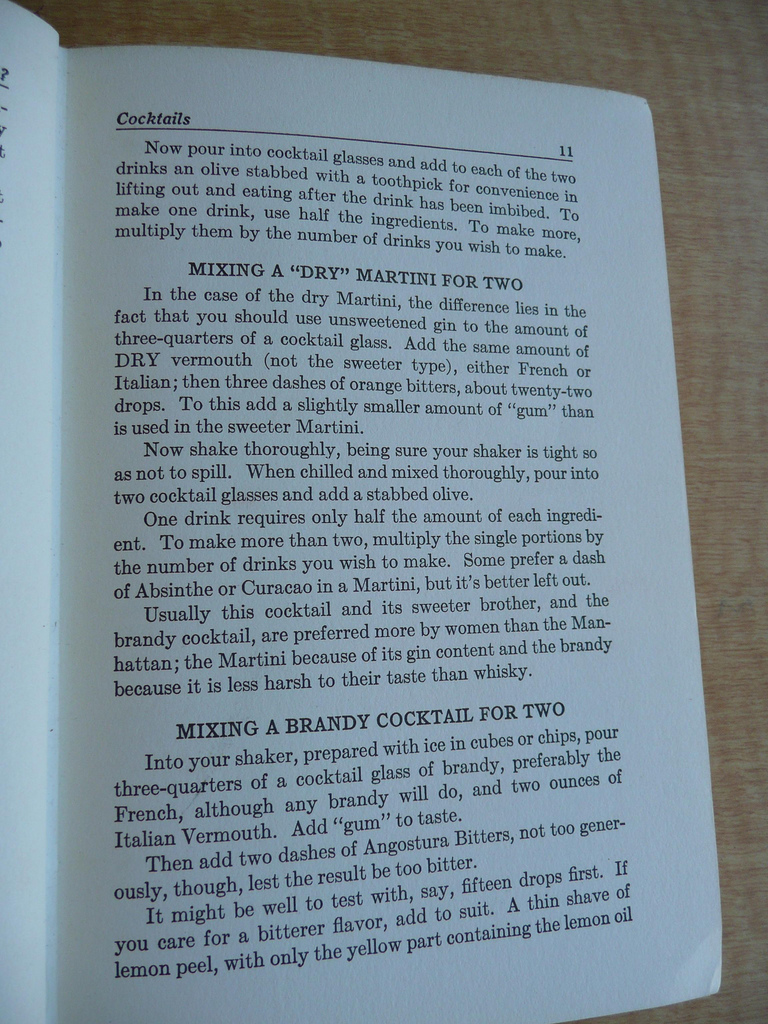 Cocktails
11
Now pour into cocktail glasses and add to each of the two
drinks an olive stabbed with a toothpick for convenience in
lifting out and eating after the drink has been imbibed. To
make one drink, use half the ingredients. To make more,
multiply them by the number of drinks you wish to make.
MIXING A “DRY” MARTINI FOR TWO
In the case of the dry Martini, the difference lies in the
fact that you should use unsweetened gin to the amount of
three-quarters of a cocktail glass. Add the same amount of
DRY vermouth (not the sweeter type), either French or
Italian; then three dashes of orange bitters, about twenty-two
drops. To this add a slightly smaller amount of “gum” than
is used in the sweeter Martini.
Now shake thoroughly, being sure your shaker is tight so
as not to spill. When chilled and mixed thoroughly, pour into
two cocktail glasses and add a stabbed olive.
One drink requires only half the amount of each ingredi-
ent. To make more than two, multiply the single portions by
the number of drinks you wish to make. Some prefer a dash
of Absinthe or Curacao in a Martini, but it’s better left out.
Usually this cocktail and its sweeter brother, and the
brandy cocktail, are preferred more by women than the Man-
hattan; the Martini because of its gin content and the brandy
because it is less harsh to their taste than whisky.
MIXING A BRANDY COCKTAIL FOR TWO
Into your shaker, prepared with ice in cubes or chips, pour
three-quarters of a cocktail glass of brandy, preferably the
French, although any brandy will do, and two ounces of
Italian Vermouth. Add “gum” to taste.
Then add two dashes of Angostura Bitters, not too gener-
ously, though, lest the result be too bitter.
It might be well to test with, say, fifteen drops first. If
you care for a bitterer flavor, add to suit. A thin shave of
lemon peel, with only the yellow part containing the lemon oil